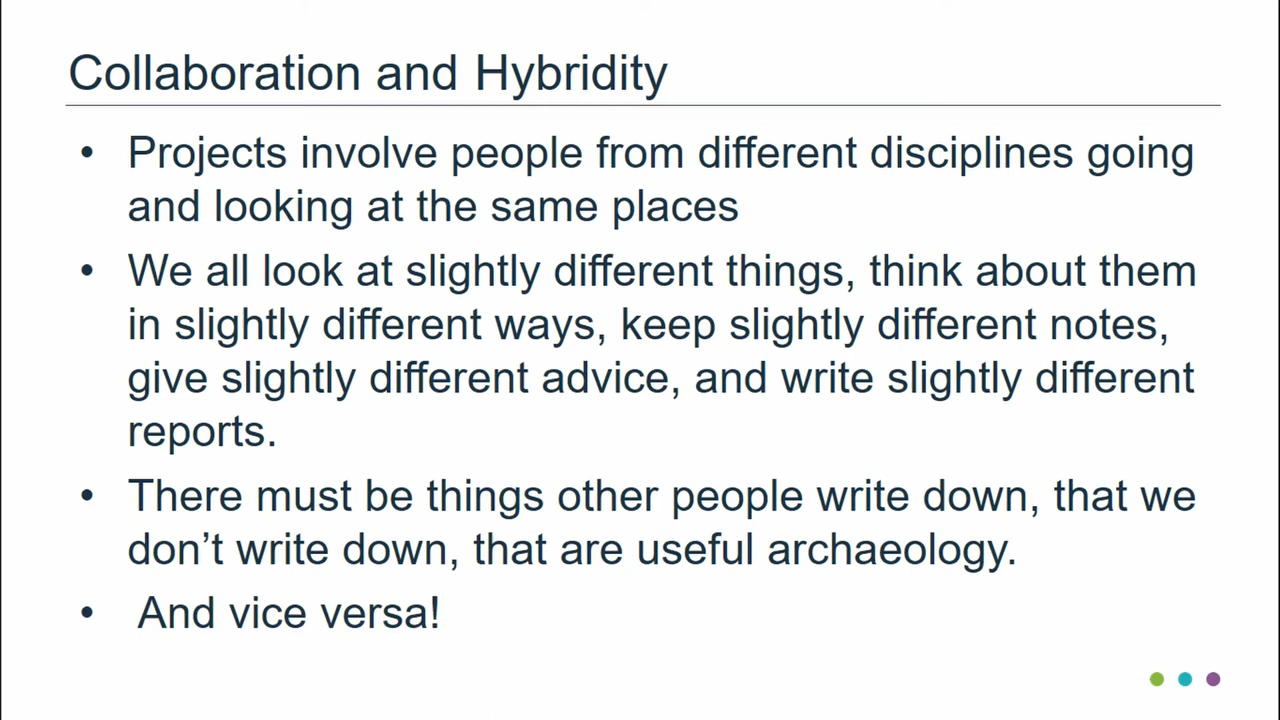 Collaboration and Hybridity
• Projects involve people from different disciplines going
and looking at the same places
• We all look at slightly different things, think about them
in slightly different ways, keep slightly different notes,
give slightly different advice, and write slightly different
reports.
• There must be things other people write down, that we
don’t write down, that are useful archaeology.
• And vice versa!